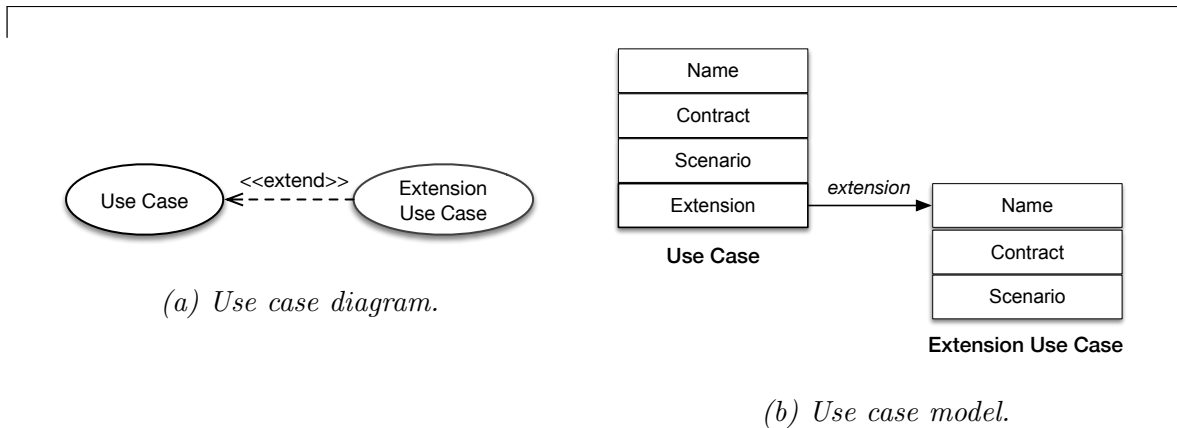 <<extend>>
Use Case
Extension
Use Case
(a) Use case diagram.
Name
Contract
Scenario
Extension
Use Case
extension
Name
Contract
Scenario
Extension Use Case
(b) Use case model.